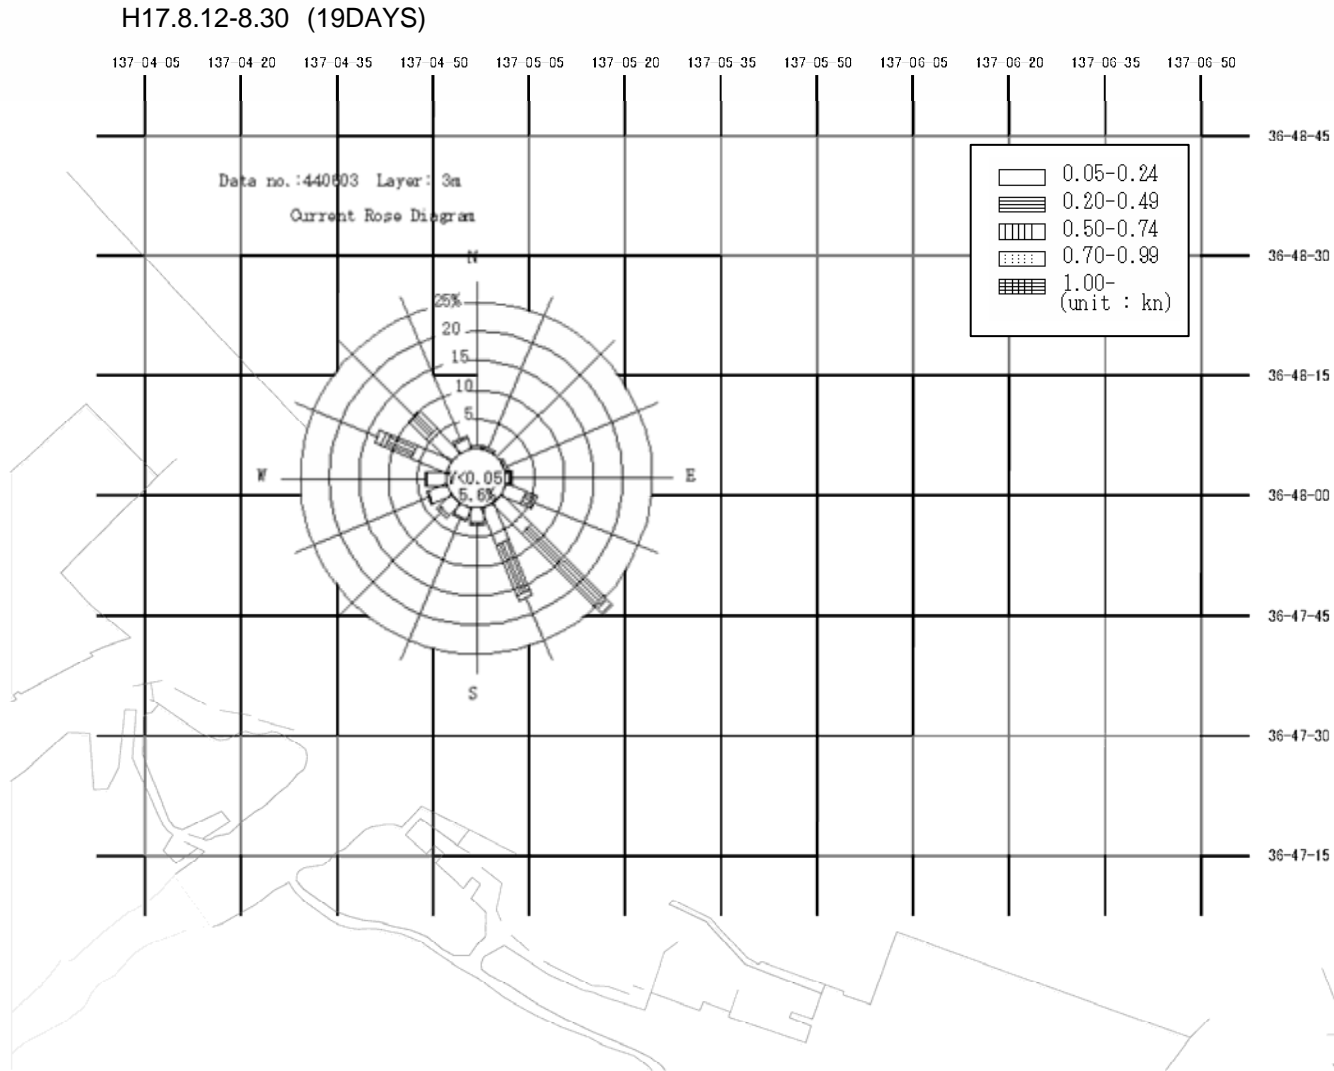 H17.8.12-8.30 (19DAYS)
137-04-05 137-04-20 137-04-35 137-04-50 137-05-05 137-05-20 137-05-35 137-05-50 137-06-05 137-06-20 137-06-35 137-06-50
36-48-45
Data no.:440603 Layer: 3m
Current Rose Diagram
0.05-0.24
0.20-0.49
0.50-0.74
0.70-0.99
1.00-
(unit : kn)
36-48-30
N
25%
20
15
10
5
36-48-15
W
V<0.05
5.6%
E
36-48-00
36-47-45
S
36-47-30
36-47-15